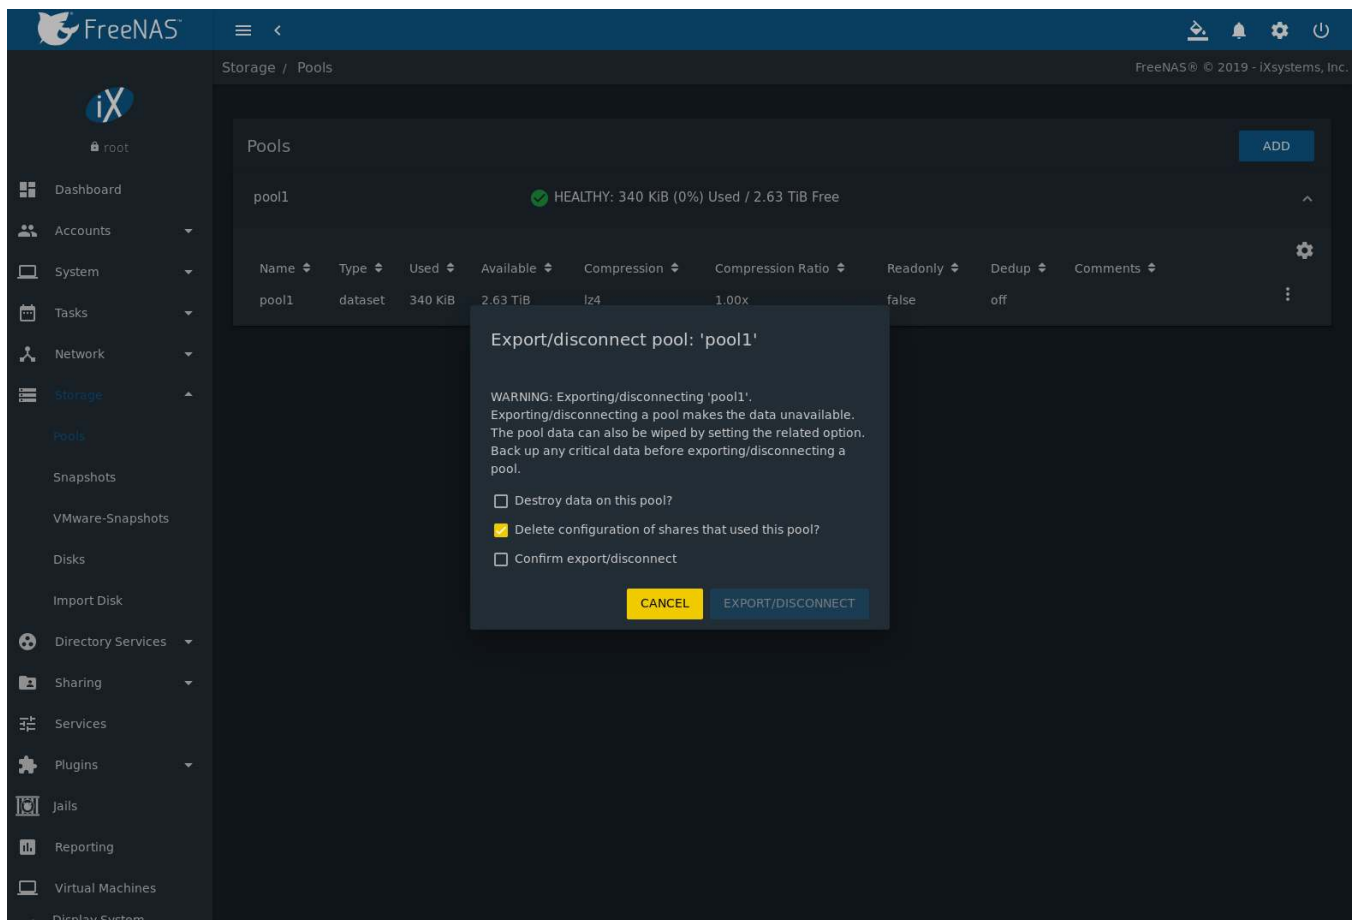 FreeNAS™
Storage / Pools
FreeNAS® © 2019 - iXsystems, Inc.
iX
root
Dashboard
Accounts
System
Tasks
Network
Storage
Pools
Snapshots
VMware-Snapshots
Disks
Import Disk
Directory Services
Sharing
Services
Plugins
Jails
Reporting
Virtual Machines
Display System
Pools
ADD
pool1 HEALTHY: 340 KiB (0%) Used / 2.63 TiB Free
Name Type Used Available Compression Compression Ratio Readonly Dedup Comments
pool1 dataset 340 KiB 2.63 TiB lz4 1.00x false off
Export/disconnect pool: 'pool1'
WARNING: Exporting/disconnecting 'pool1'.
Exporting/disconnecting a pool makes the data unavailable.
The pool data can also be wiped by setting the related option.
Back up any critical data before exporting/disconnecting a
pool.
Destroy data on this pool?
Delete configuration of shares that used this pool?
Confirm export/disconnect
CANCEL EXPORT/DISCONNECT